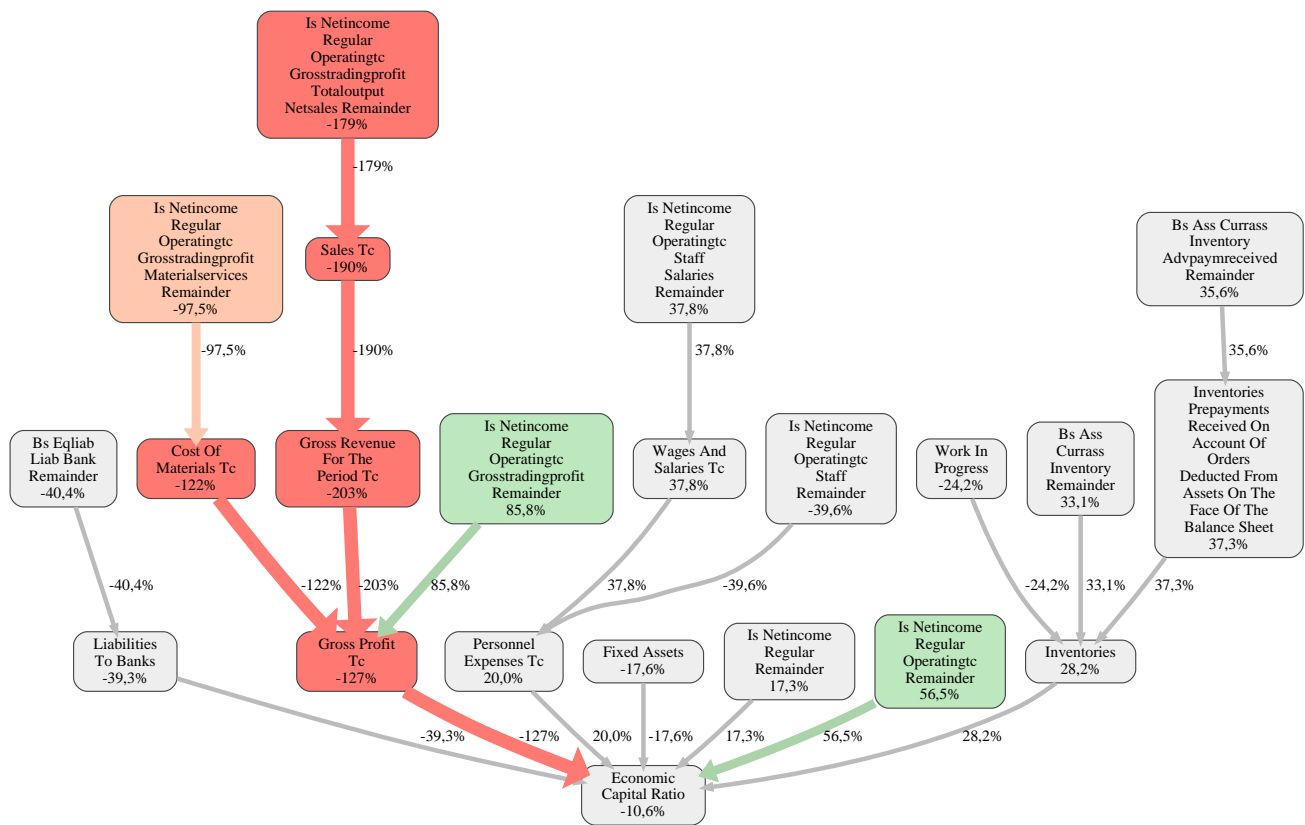 Is Netincome
Regular
Operatingtc
Grosstradingprofit
Totaloutput
Netsales Remainder
-179%
-179%
Is Netincome
Regular
Operatingtc
Grosstradingprofit
Materialservices
Remainder
-97,5%
Sales Tc
-190%
Is Netincome
Regular
Operatingtc
Staff
Salaries
Remainder
37,8%
Bs Ass Currass
Inventory
Advpaymreceived
Remainder
35,6%
-97,5%
-190%
37,8%
35,6%
Bs Eqliab
Liab Bank
Remainder
-40,4%
Cost Of
Materials Tc
-122%
Gross Revenue
For The
Period Tc
-203%
Is Netincome
Regular
Operatingtc
Grosstradingprofit
Remainder
85,8%
Wages And
Salaries Tc
37,8%
Is Netincome
Regular
Operatingtc
Staff
Remainder
-39,6%
Work In
Progress
-24,2%
Bs Ass
Currass
Inventory
Remainder
33,1%
Inventories
Prepayments
Received On
Account Of
Orders
Deducted From
Assets On The
Face Of The
Balance Sheet
37,3%
-40,4%
-122%
-203%
85,8%
37,8%
-39,6%
-24,2%
33,1%
37,3%
Liabilities
To Banks
-39,3%
Gross Profit
Tc
-127%
Personnel
Expenses Tc
20,0%
Fixed Assets
-17,6%
Is Netincome
Regular
Remainder
17,3%
Is Netincome
Regular
Operatingtc
Remainder
56,5%
Inventories
28,2%
-39,3%
-127%
20,0%
-17,6%
17,3%
56,5%
28,2%
Economic
Capital Ratio
-10,6%